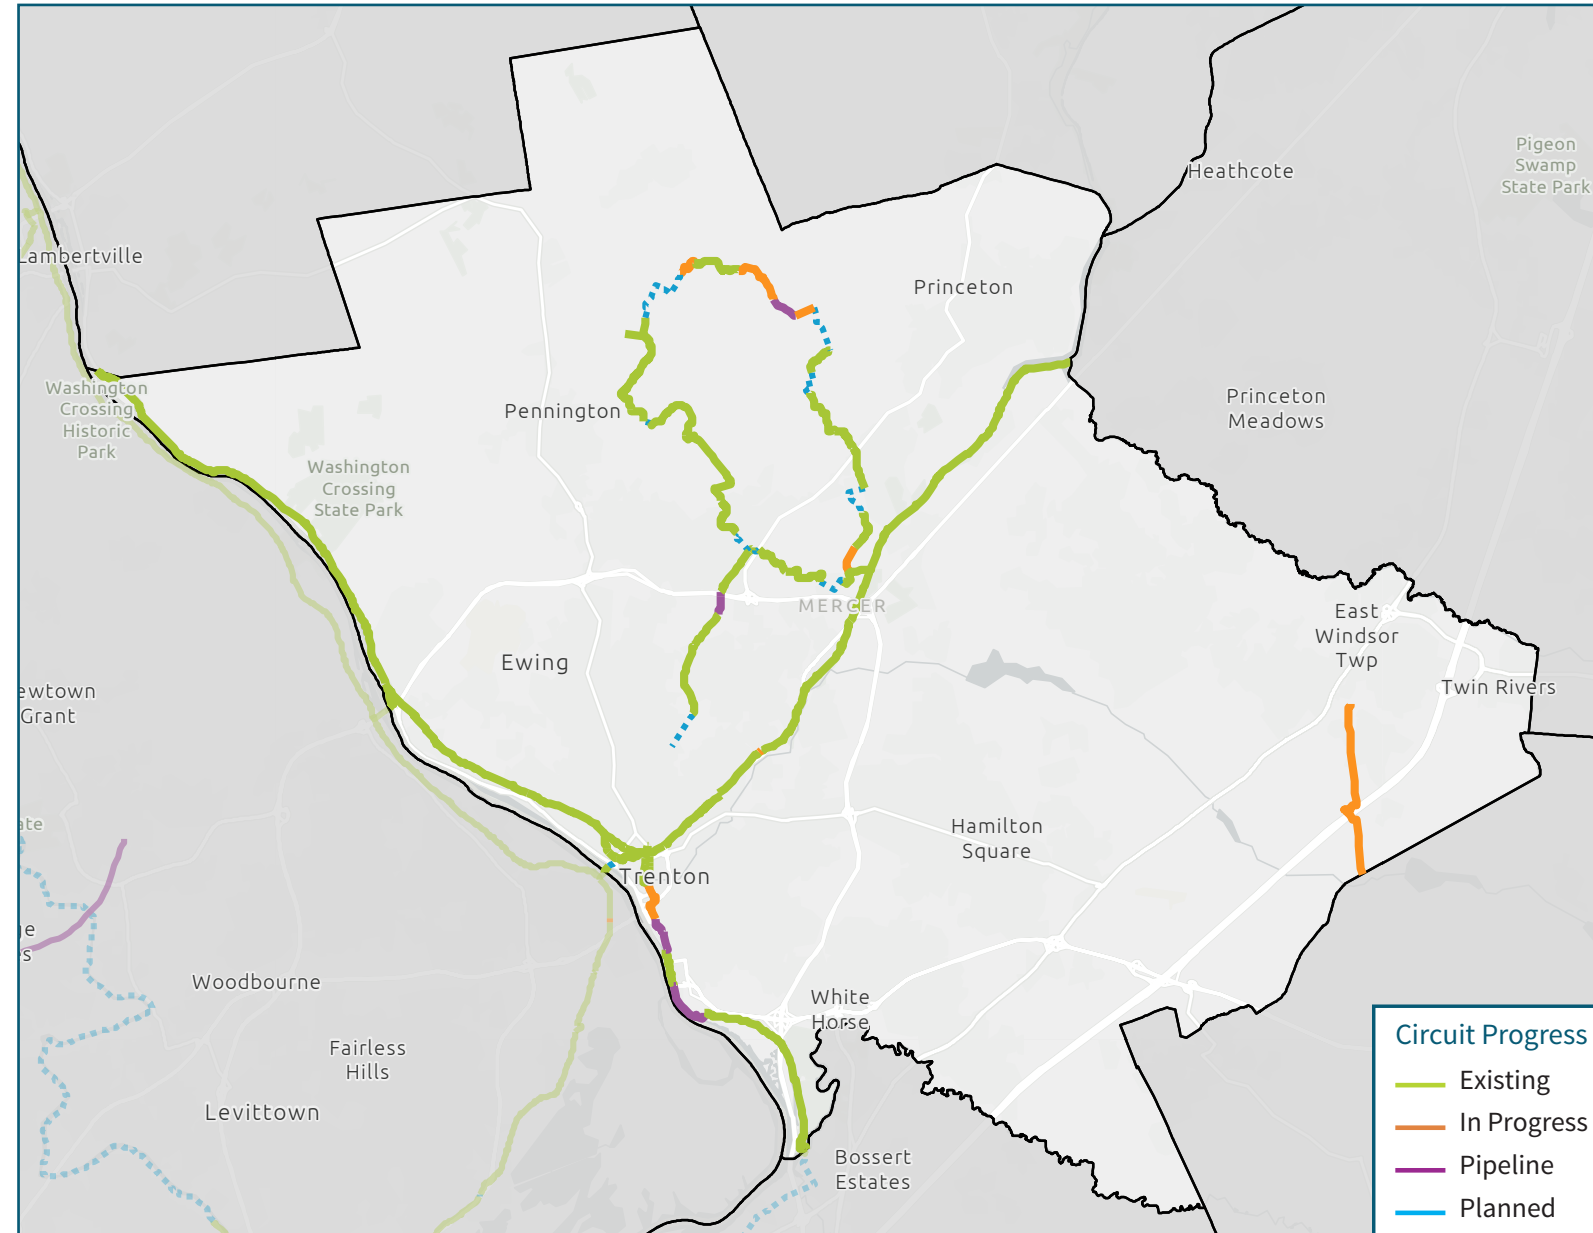 Pigeon
Swamp
State Park
Heathcote
Lambertville
Princeton
Washington
Crossing
Historic
Park
Pennington
Princeton
Meadows
Washington
Crossing
State Park
MERCER
East
Windsor
Twp
Ewing
Twin Rivers
ewtown
Grant
ate
Hamilton
Square
Trenton
e
s
Woodbourne
White
Horse
Fairless
Hills
Levittown
Bossert
Estates
Circuit Progress
Existing
In Progress
Pipeline
Planned